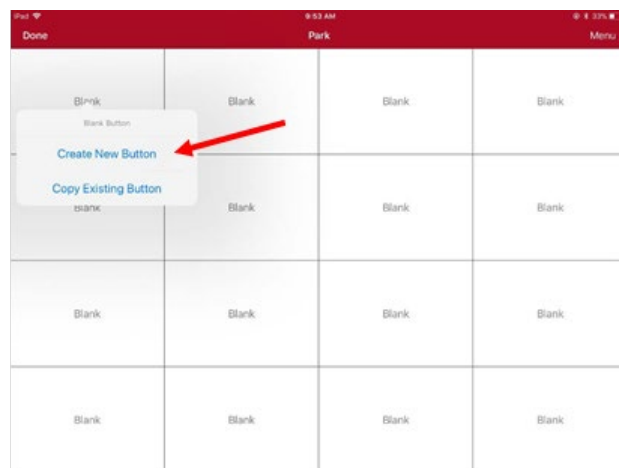 iPad 9:53 AM 33%
Done Park Menu
Blank Blank Blank Blank
Blank Button
Create New Button
Copy Existing Button
Blank Blank Blank Blank
Blank Blank Blank Blank
Blank Blank Blank Blank